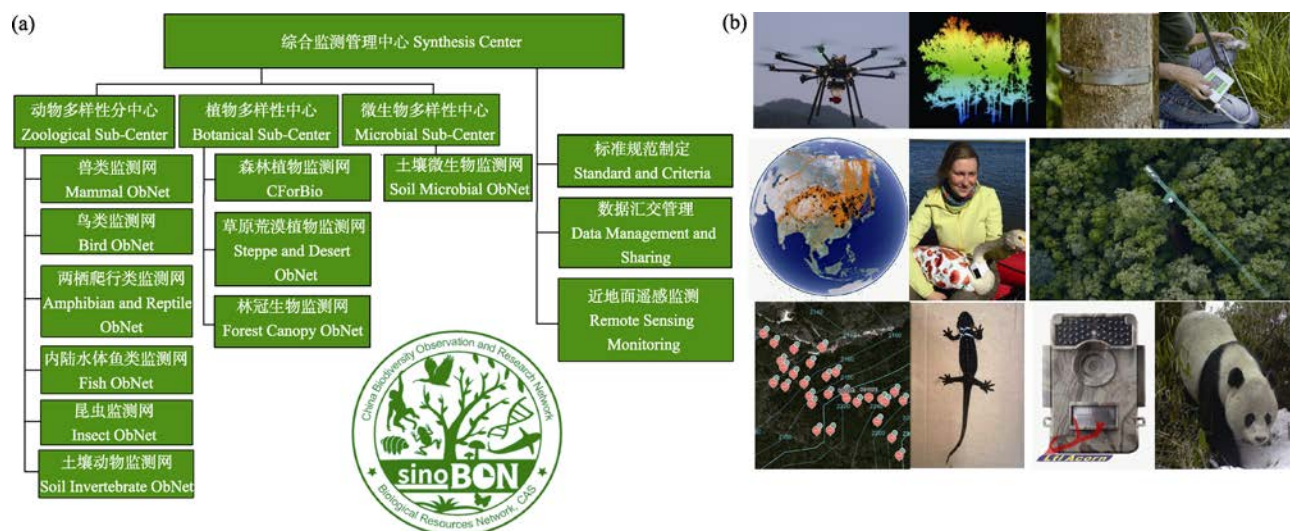 (a)
综合监测管理中心 Synthesis Center
动物多样性分中心
Zoological Sub-Center
兽类监测网
Mammal ObNet
鸟类监测网
Bird ObNet
两栖爬行类监测网
Amphibian and Reptile
ObNet
内陆水体鱼类监测网
Fish ObNet
昆虫监测网
Insect ObNet
土壤动物监测网
Soil Invertebrate ObNet
植物多样性中心
Botanical Sub-Center
森林植物监测网
CForBio
草原荒漠植物监测网
Steppe and Desert
ObNet
林冠生物监测网
Forest Canopy ObNet
微生物多样性中心
Microbial Sub-Center
土壤微生物监测网
Soil Microbial ObNet
标准规范制定
Standard and Criteria
数据汇交管理
Data Management and
Sharing
近地面遥感监测
Remote Sensing
Monitoring
China Biodiversity Observation and Research Network
sinoBON
Biological Resources Network, CAS
(b)
Ltl Acorn